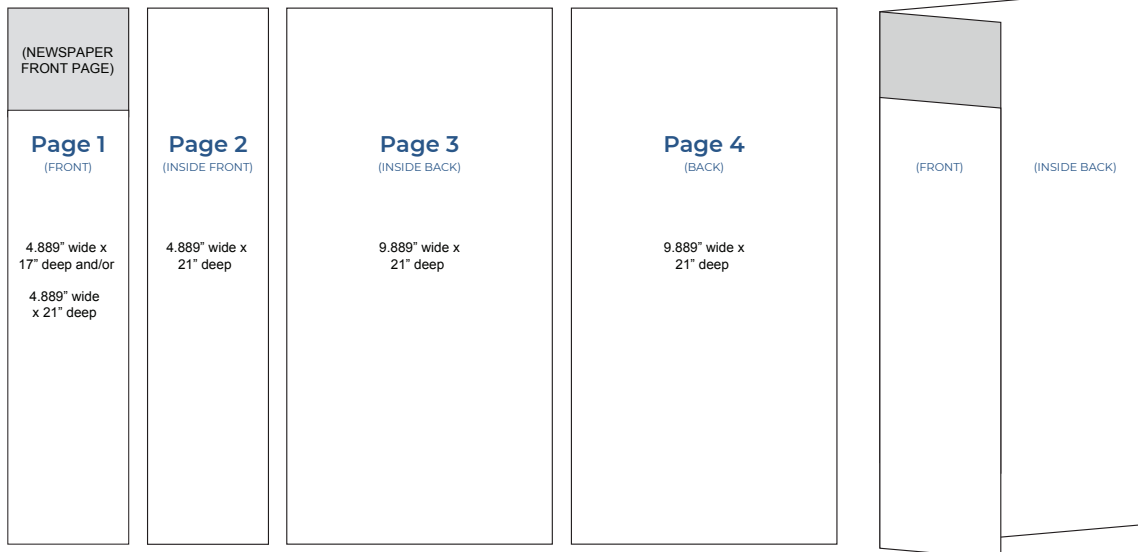 (NEWSPAPER
FRONT PAGE)
Page 1
(FRONT)
4.889” wide x
17” deep and/or
4.889” wide
x 21” deep
Page 2
(INSIDE FRONT)
4.889” wide x
21” deep
Page 3
(INSIDE BACK)
9.889” wide x
21” deep
Page 4
(BACK)
9.889” wide x
21” deep
(FRONT)
(INSIDE BACK)